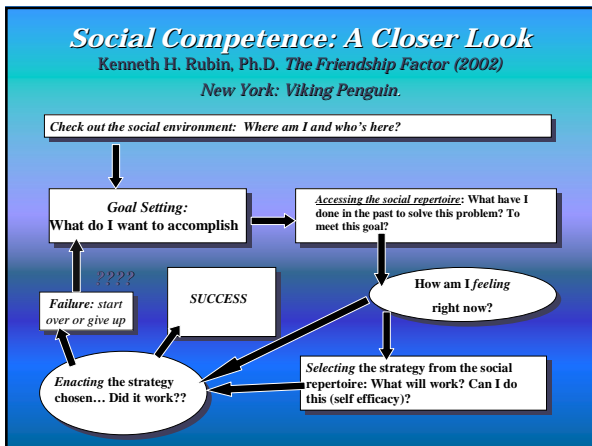 Social Competence: A Closer Look
Kenneth H. Rubin, Ph.D. The Friendship Factor (2002)
New York: Viking Penguin.
Check out the social environment: Where am I and who's here?
Goal Setting:
What do I want to accomplish
Accessing the social repertoire: What have I
done in the past to solve this problem? To
meet this goal?
????
Failure: start
over or give up
SUCCESS
How am I feeling
right now?
Enacting the strategy
chosen... Did it work??
Selecting the strategy from the social
repertoire: What will work? Can I do
this (self efficacy)?